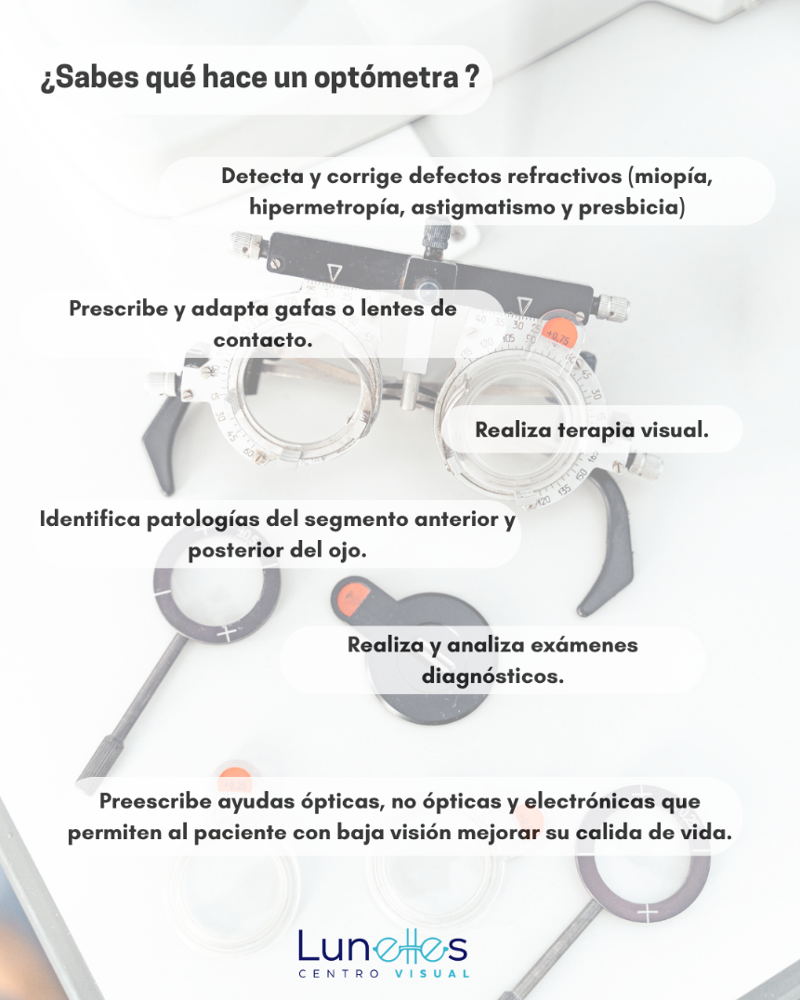 ¿Sabes qué hace un optómetra ?
Detecta y corrige defectos refractivos (miopía,
hipermetropía, astigmatismo y presbicia)
Prescribe y adapta gafas o lentes de
contacto.
Realiza terapia visual.
Identifica patologías del segmento anterior y
posterior del ojo.
Realiza y analiza exámenes
diagnósticos.
Preescribe ayudas ópticas, no ópticas y electrónicas que
permiten al paciente con baja visión mejorar su calida de vida.
Lunettes
CENTRO VISUAL